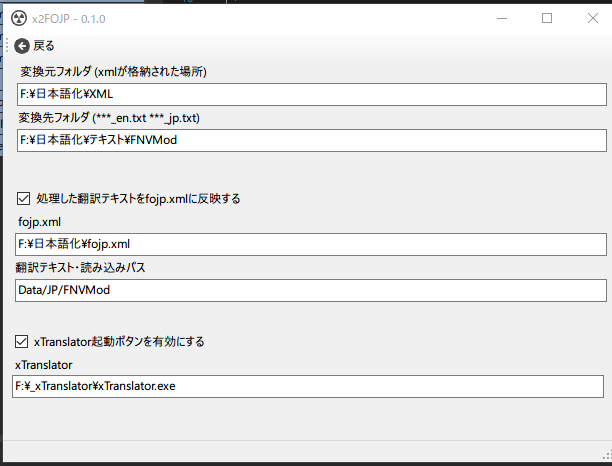 x2FOJP - 0.1.0
戻る
変換元フォルダ (xmlが格納された場所)
F:¥日本語化¥XML
変換先フォルダ (***_en.txt ***_jp.txt)
F:¥日本語化¥テキスト¥FNVMod
処理した翻訳テキストをfojp.xmlに反映する
fojp.xml
F:¥日本語化¥fojp.xml
翻訳テキスト・読み込みパス
Data/JP/FNVMod
xTranslator起動ボタンを有効にする
xTranslator
F:¥_xTranslator¥xTranslator.exe